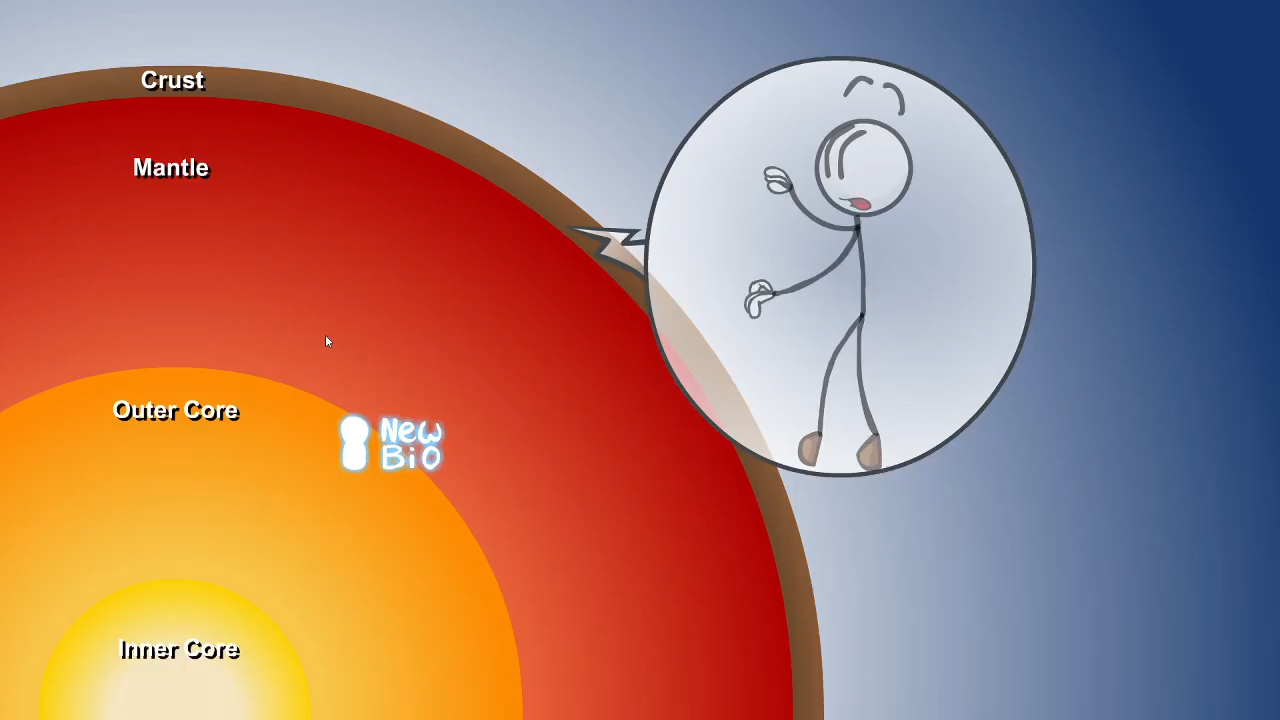 Crust
Mantle
Outer Core
New
BiO
Inner Core